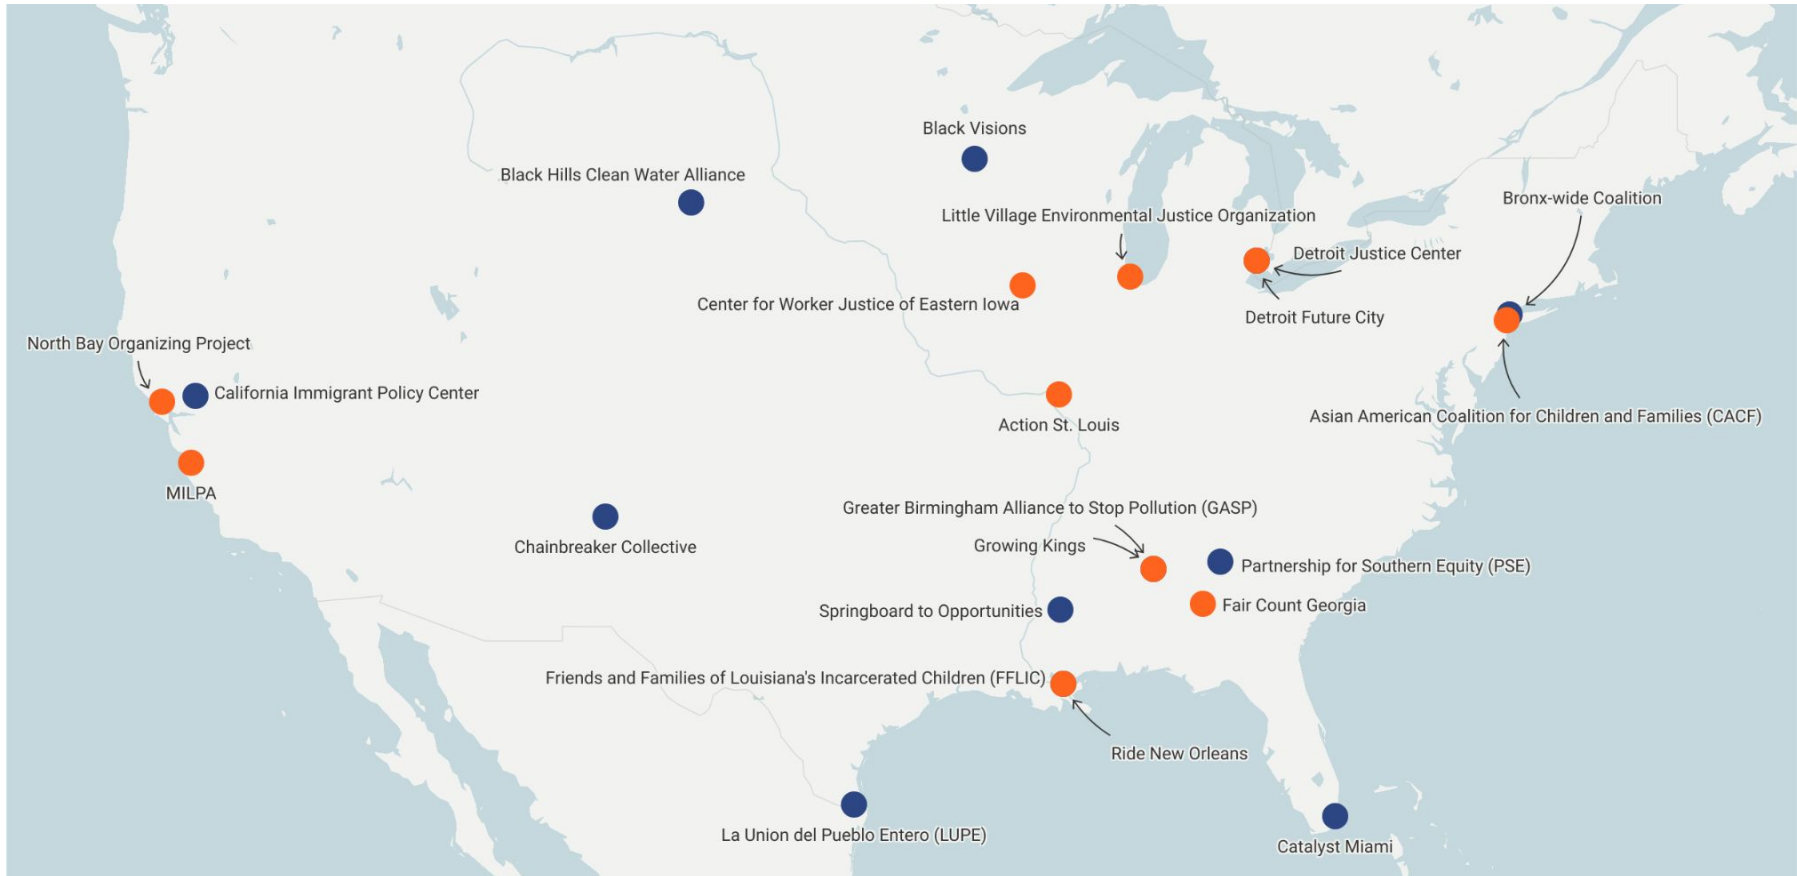 Black Visions
Black Hills Clean Water Alliance
Bronx-wide Coalition
Little Village Environmental Justice Organization
Detroit Justice Center
Center for Worker Justice of Eastern Iowa
Detroit Future City
North Bay Organizing Project
California Immigrant Policy Center
Asian American Coalition for Children and Families (CACF)
Action St. Louis
MILPA
Greater Birmingham Alliance to Stop Pollution (GASP)
Chainbreaker Collective
Growing Kings
Partnership for Southern Equity (PSE)
Fair Count Georgia
Springboard to Opportunities
Friends and Families of Louisiana's Incarcerated Children (FFLIC)
Ride New Orleans
La Union del Pueblo Entero (LUPE)
Catalyst Miami